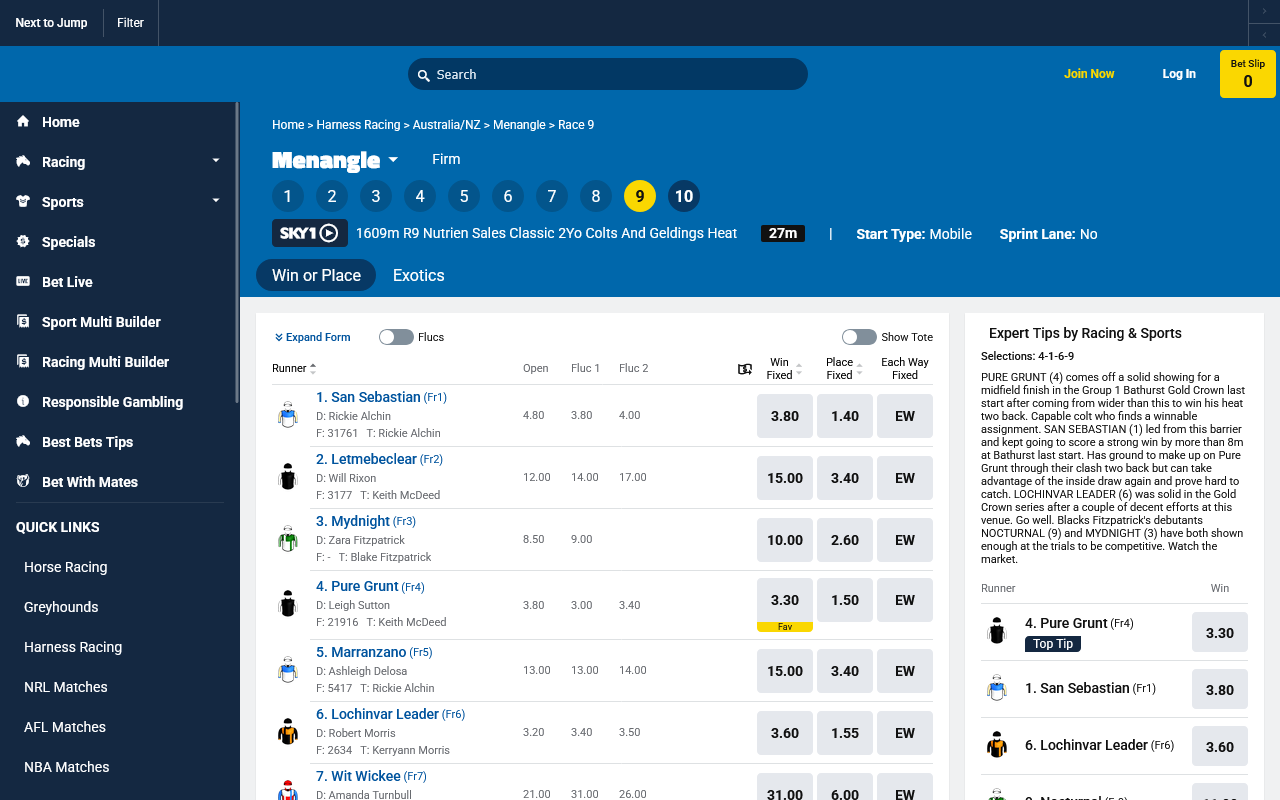 Next to Jump
Filter
Search
Join Now
Log In
Bet Slip
0
Home
Racing
Sports
Specials
LIVE Bet Live
Sport Multi Builder
Racing Multi Builder
Responsible Gambling
Best Bets Tips
Bet With Mates
QUICK LINKS
Horse Racing
Greyhounds
Harness Racing
NRL Matches
AFL Matches
NBA Matches
Home > Harness Racing > Australia/NZ > Menangle > Race 9
Menangle
Firm
1 2 3 4 5 6 7 8 9 10
SKY1 1609m R9 Nutrien Sales Classic 2Yo Colts And Geldings Heat 27m | Start Type: Mobile Sprint Lane: No
Win or Place
Exotics
Expand Form
Flucs
Show Tote
Runner Open Fluc 1 Fluc 2 Win Fixed Place Fixed Each Way Fixed
1. San Sebastian (Fr1)
D: Rickie Alchin
F: 31761 T: Rickie Alchin
4.80 3.80 4.00 3.80 1.40 EW
2. Letmebeclear (Fr2)
D: Will Rixon
F: 3177 T: Keith McDeed
12.00 14.00 17.00 15.00 3.40 EW
3. Mydnight (Fr3)
D: Zara Fitzpatrick
F: - T: Blake Fitzpatrick
8.50 9.00 10.00 2.60 EW
4. Pure Grunt (Fr4)
D: Leigh Sutton
F: 21916 T: Keith McDeed
3.80 3.00 3.40 3.30 1.50 EW
Fav
5. Marranzano (Fr5)
D: Ashleigh Delosa
F: 5417 T: Rickie Alchin
13.00 13.00 14.00 15.00 3.40 EW
6. Lochinvar Leader (Fr6)
D: Robert Morris
F: 2634 T: Kerryann Morris
3.20 3.40 3.50 3.60 1.55 EW
7. Wit Wickee (Fr7)
D: Amanda Turnbull
21.00 31.00 26.00 31.00 6.00 EW
Expert Tips by Racing & Sports
Selections: 4-1-6-9
PURE GRUNT (4) comes off a solid showing for a
midfield finish in the Group 1 Bathurst Gold Crown last
start after coming from wider than this to win his heat
two back. Capable colt who finds a winnable
assignment. SAN SEBASTIAN (1) led from this barrier
and kept going to score a strong win by more than 8m
at Bathurst last start. Has ground to make up on Pure
Grunt through their clash two back but can take
advantage of the inside draw again and prove hard to
catch. LOCHINVAR LEADER (6) was solid in the Gold
Crown series after a couple of decent efforts at this
venue. Go well. Blacks Fitzpatrick's debutants
NOCTURNAL (9) and MYDNIGHT (3) have both shown
enough at the trials to be competitive. Watch the
market.
Runner Win
4. Pure Grunt (Fr4)
Top Tip
3.30
1. San Sebastian (Fr1)
3.80
6. Lochinvar Leader (Fr6)
3.60